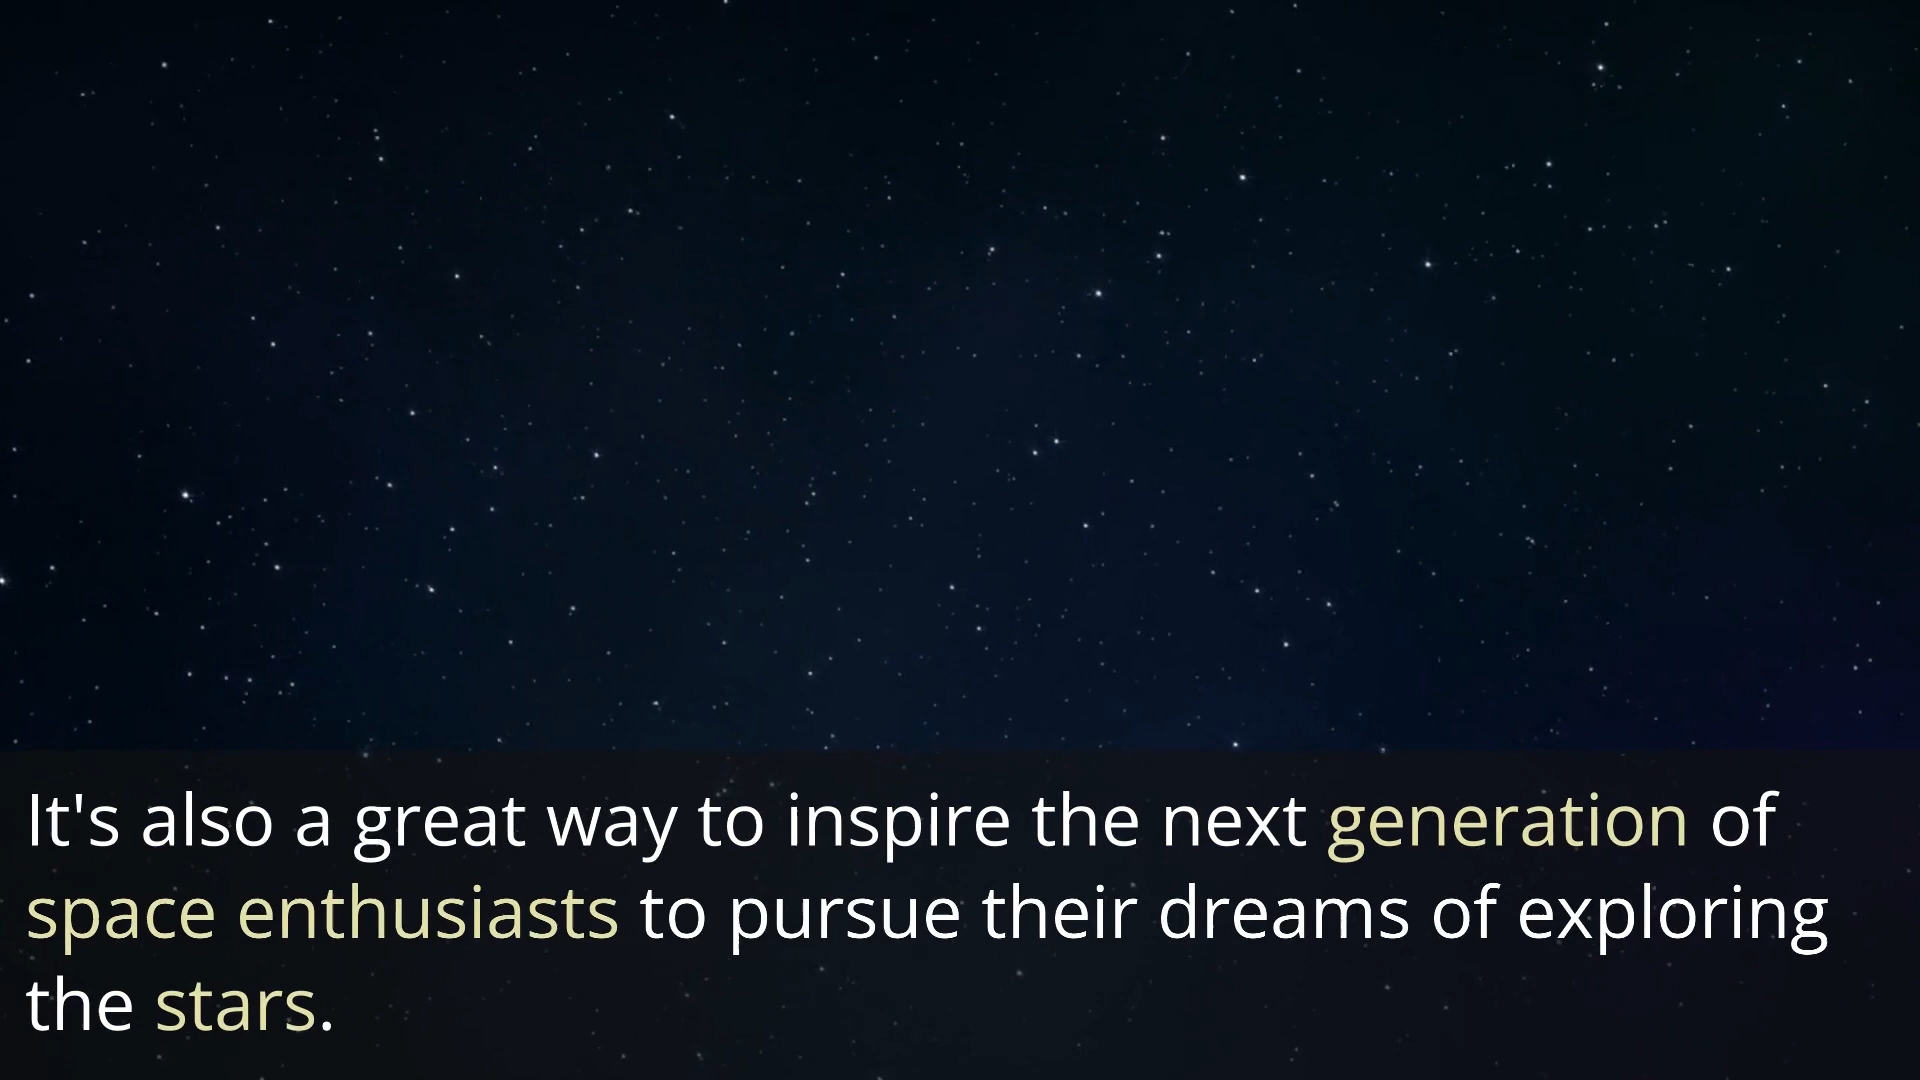 It's also a great way to inspire the next generation of
space enthusiasts to pursue their dreams of exploring
the stars.